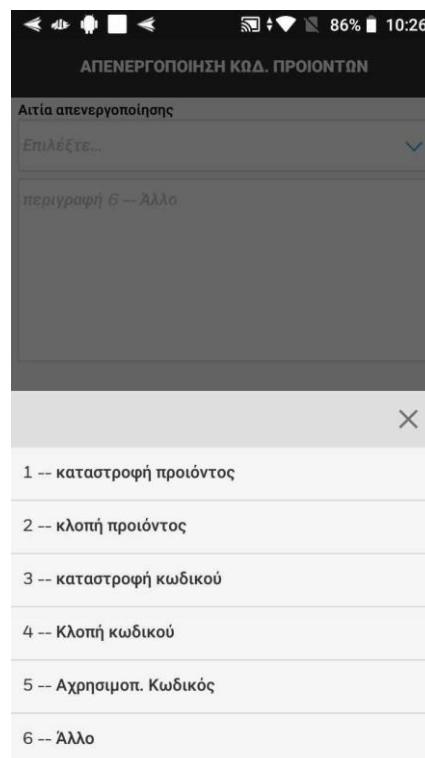 86% 10:26
ΑΠΕΝΕΡΓΟΠΟΙΗΣΗ ΚΩΔ. ΠΡΟΙΟΝΤΩΝ
Αιτία απενεργοποίησης
Επιλέξτε...
περιγραφή 6 -- Άλλο
1 -- καταστροφή προιόντος
2 -- κλοπή προιόντος
3 -- καταστροφή κωδικού
4 -- Κλοπή κωδικού
5 -- Αχρησιμοπ. Κωδικός
6 -- Άλλο